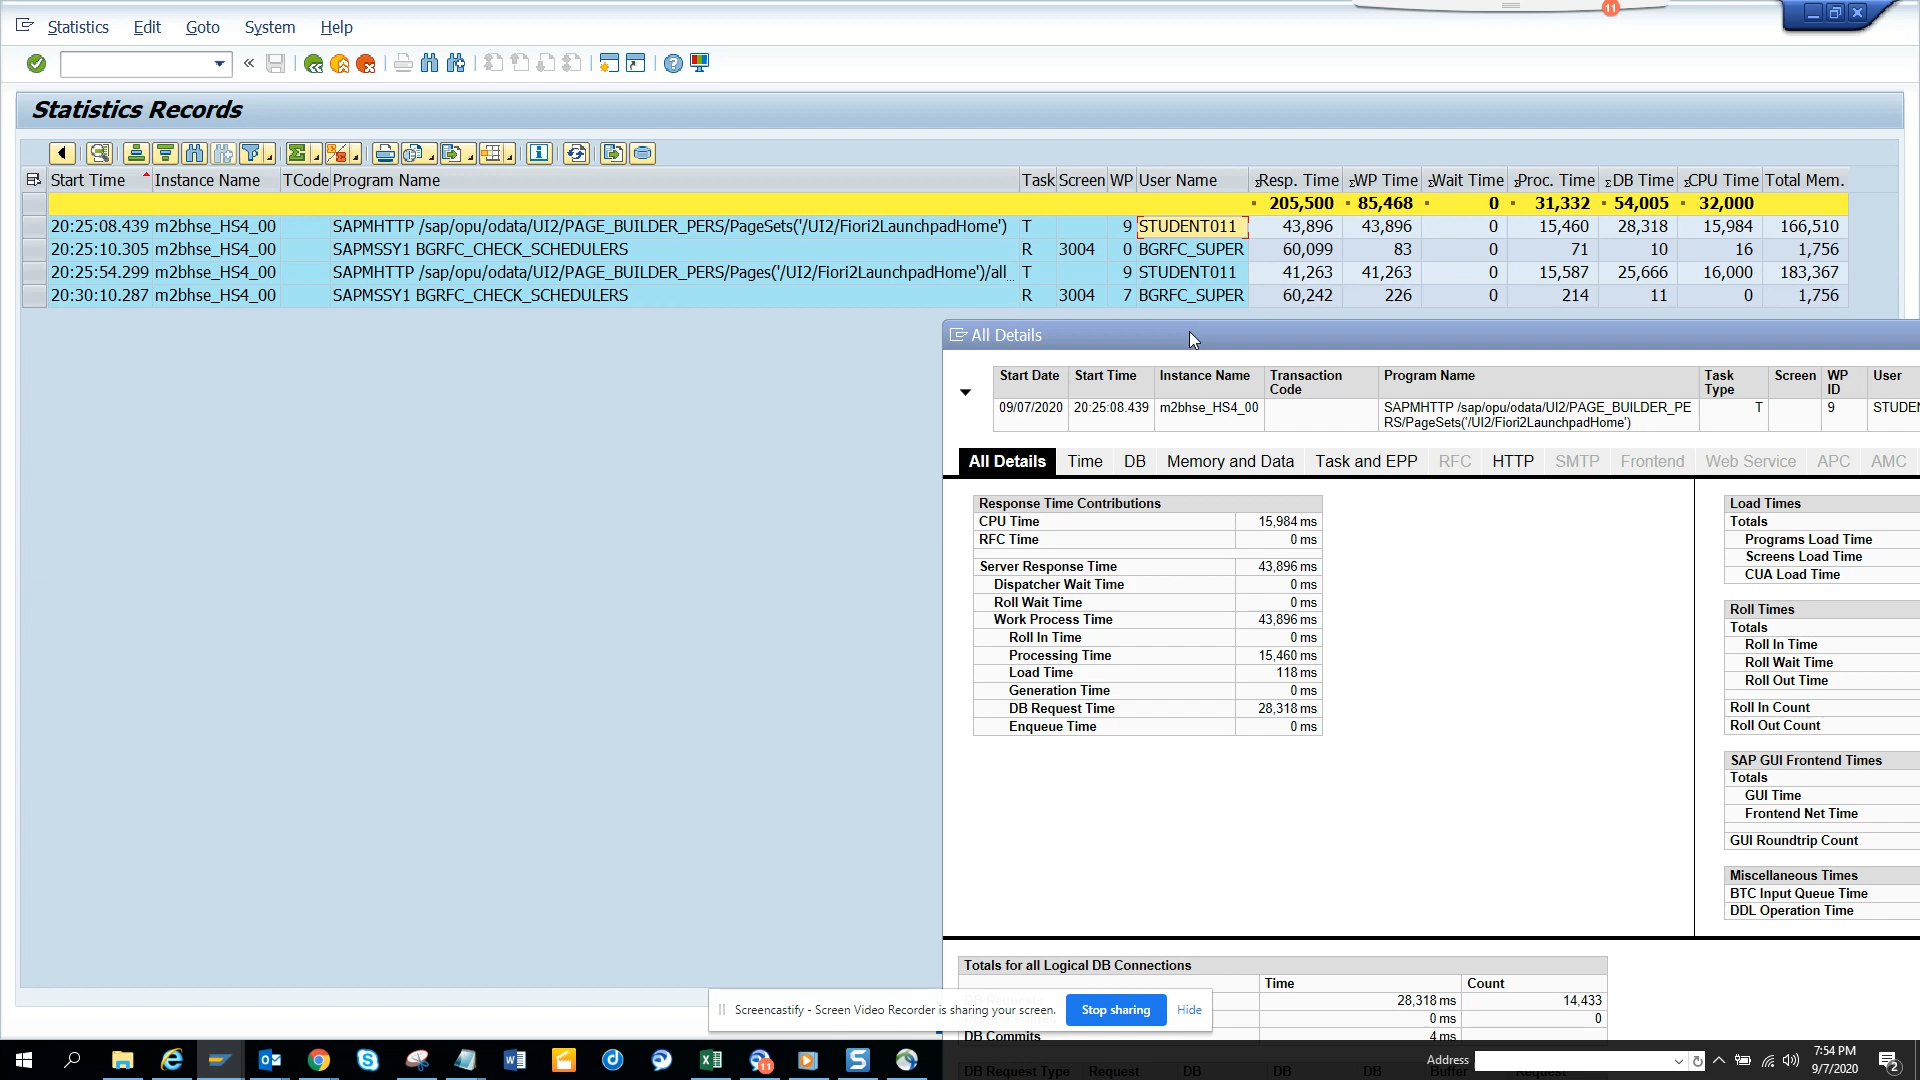 11
Statistics Edit Goto System Help
Statistics Records
Start Time Instance Name TCode Program Name Task Screen WP User Name Resp. Time WP Time Wait Time Proc. Time DB Time CPU Time Total Mem.
205,500 85,468 0 31,332 54,005 32,000
20:25:08.439 m2bhse_HS4_00 SAPMHTTP /sap/opu/odata/UI2/PAGE_BUILDER_PERS/PageSets('/UI2/Fiori2LaunchpadHome') T 9 STUDENT011 43,896 43,896 0 15,460 28,318 15,984 166,510
20:25:10.305 m2bhse_HS4_00 SAPMSSY1 BGRFC_CHECK_SCHEDULERS R 3004 0 BGRFC_SUPER 60,099 83 0 71 10 16 1,756
20:25:54.299 m2bhse_HS4_00 SAPMHTTP /sap/opu/odata/UI2/PAGE_BUILDER_PERS/Pages('/UI2/Fiori2LaunchpadHome')/all... T 9 STUDENT011 41,263 41,263 0 15,587 25,666 16,000 183,367
20:30:10.287 m2bhse_HS4_00 SAPMSSY1 BGRFC_CHECK_SCHEDULERS R 3004 7 BGRFC_SUPER 60,242 226 0 214 11 0 1,756
All Details
Start Date Start Time Instance Name Transaction Code Program Name Task Type Screen WP ID User
09/07/2020 20:25:08.439 m2bhse_HS4_00 SAPMHTTP /sap/opu/odata/UI2/PAGE_BUILDER_PE T 9 STUDEN
RS/PageSets('/UI2/Fiori2LaunchpadHome')
All Details Time DB Memory and Data Task and EPP RFC HTTP SMTP Frontend Web Service APC AMC
Response Time Contributions
CPU Time 15,984 ms
RFC Time 0 ms
Server Response Time 43,896 ms
Dispatcher Wait Time 0 ms
Roll Wait Time 0 ms
Work Process Time 43,896 ms
Roll In Time 0 ms
Processing Time 15,460 ms
Load Time 118 ms
Generation Time 0 ms
DB Request Time 28,318 ms
Enqueue Time 0 ms
Load Times
Totals
Programs Load Time
Screens Load Time
CUA Load Time
Roll Times
Totals
Roll In Time
Roll Wait Time
Roll Out Time
Roll In Count
Roll Out Count
SAP GUI Frontend Times
Totals
GUI Time
Frontend Net Time
GUI Roundtrip Count
Miscellaneous Times
BTC Input Queue Time
DDL Operation Time
Totals for all Logical DB Connections
Time Count
28,318 ms 14,433
0 ms 0
DB Commits 4 ms
Screencastify - Screen Video Recorder is sharing your screen. Stop sharing Hide
DB Request Type Request DB DB DB Buffer Request
11
Address
7:54 PM
9/7/2020
2